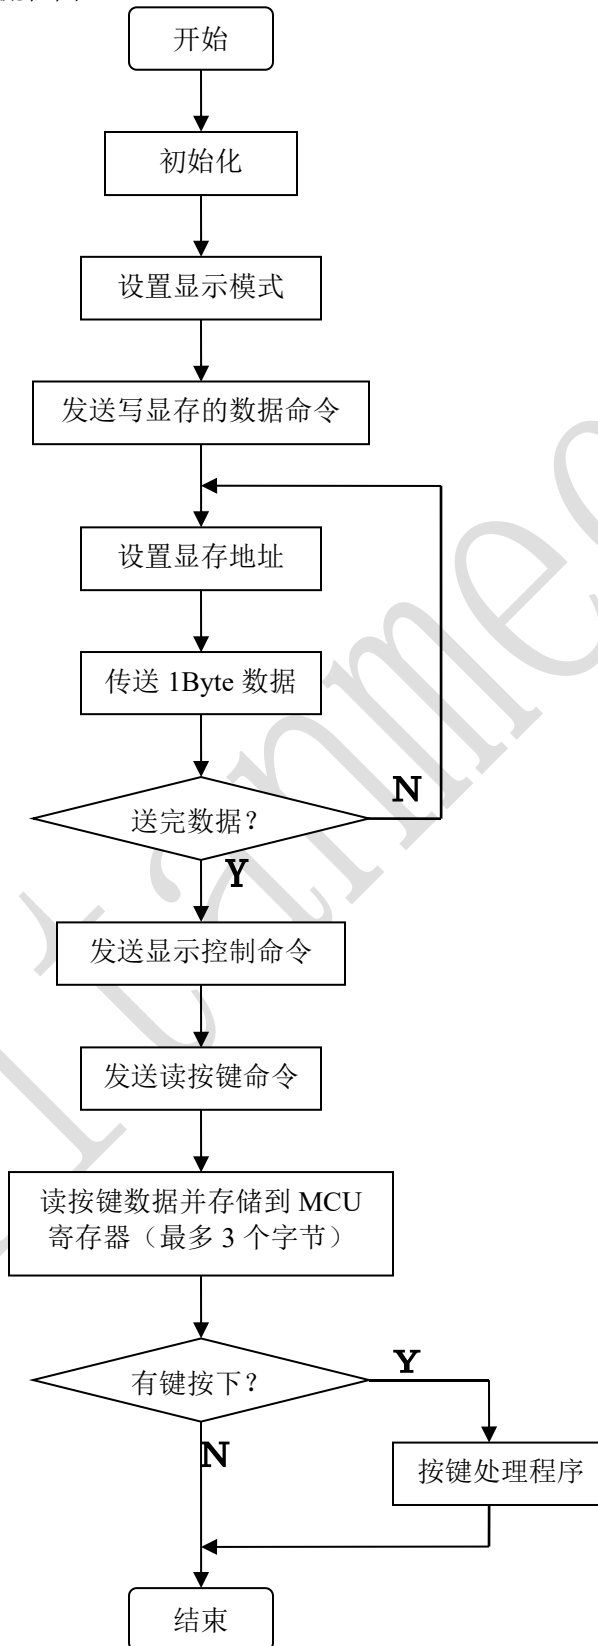 开始
初始化
设置显示模式
发送写显存的数据命令
设置显存地址
传送 1Byte 数据
N
送完数据？
Y
发送显示控制命令
发送读按键命令
读按键数据并存储到 MCU
寄存器（最多 3 个字节）
Y
有键按下？
N
按键处理程序
结束